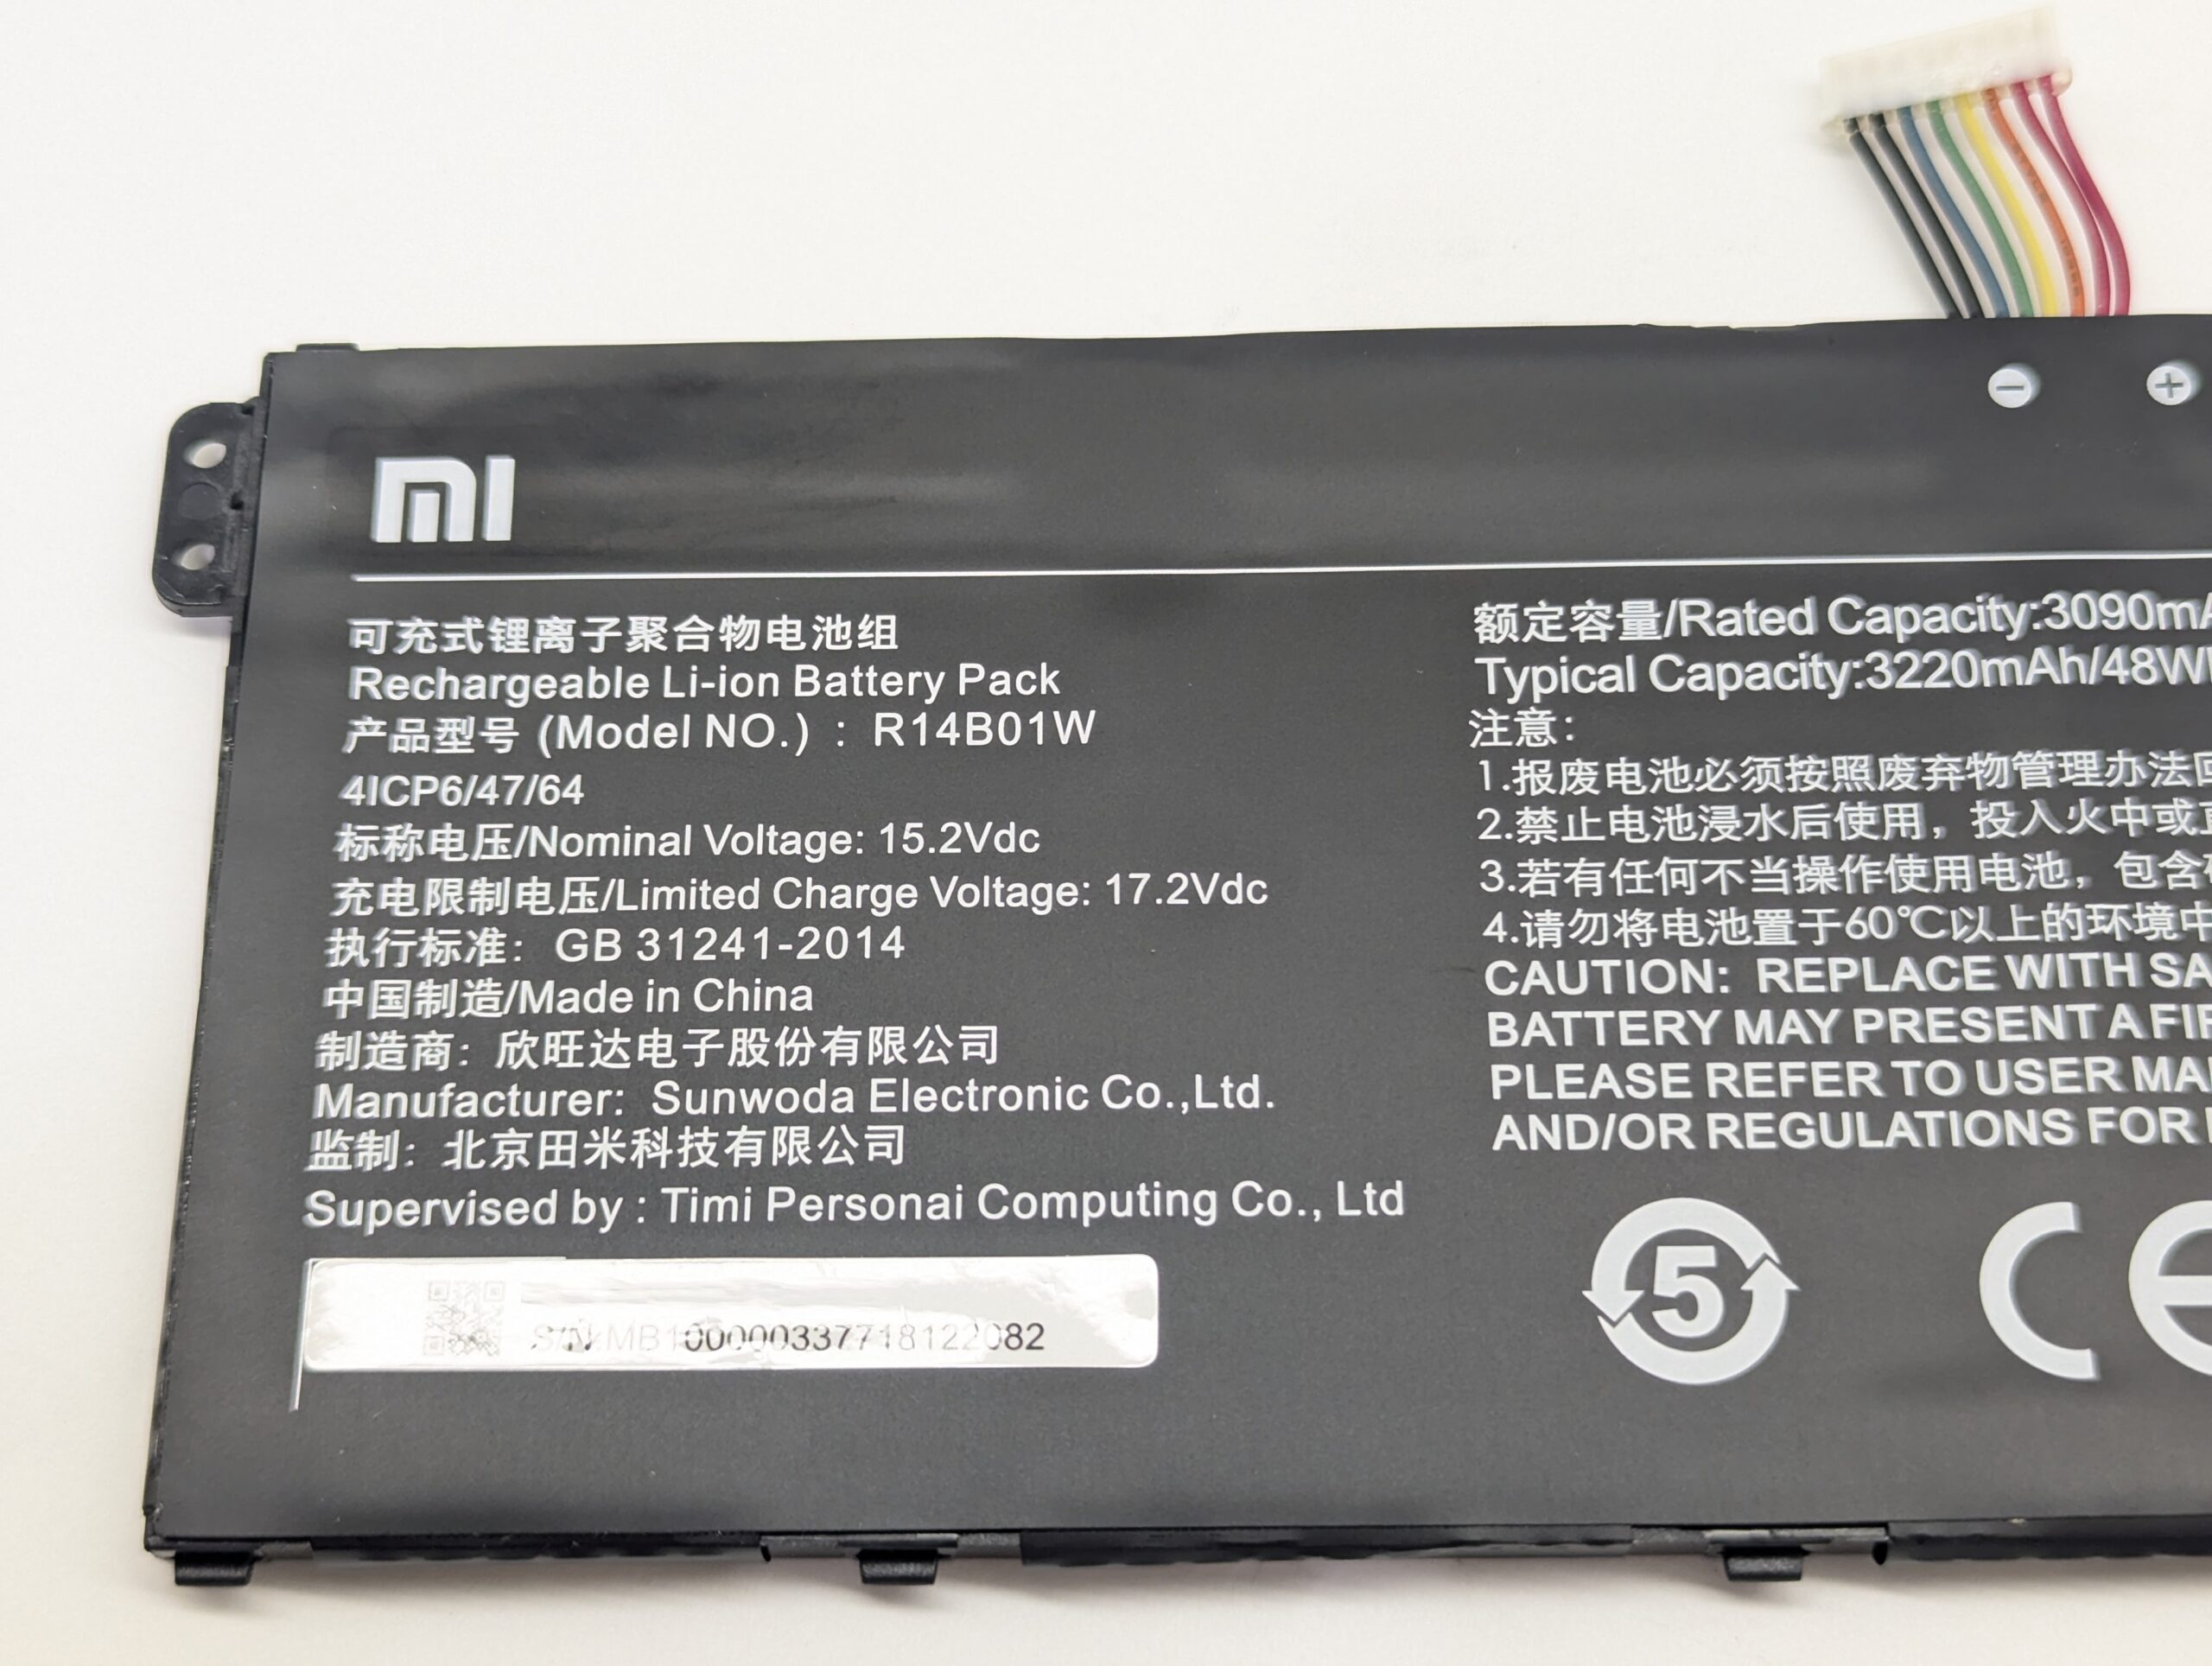 MI
可充式锂离子聚合物电池组
Rechargeable Li-ion Battery Pack
产品型号 (Model NO.) : R14B01W
4ICP6/47/64
标称电压/Nominal Voltage: 15.2Vdc
充电限制电压/Limited Charge Voltage: 17.2Vdc
执行标准: GB 31241-2014
中国制造/Made in China
制造商: 欣旺达电子股份有限公司
Manufacturer: Sunwoda Electronic Co.,Ltd.
监制: 北京田米科技有限公司
Supervised by : Timi Personai Computing Co., Ltd
S/N:MB1000000337718122082
额定容量/Rated Capacity:3090mA
Typical Capacity:3220mAh/48W
注意:
1.报废电池必须按照废弃物管理办法
2.禁止电池浸水后使用，投入火中或
3.若有任何不当操作使用电池，包含
4.请勿将电池置于60℃以上的环境中
CAUTION: REPLACE WITH SA
BATTERY MAY PRESENT A FI
PLEASE REFER TO USER MA
AND/OR REGULATIONS FOR
5
CE